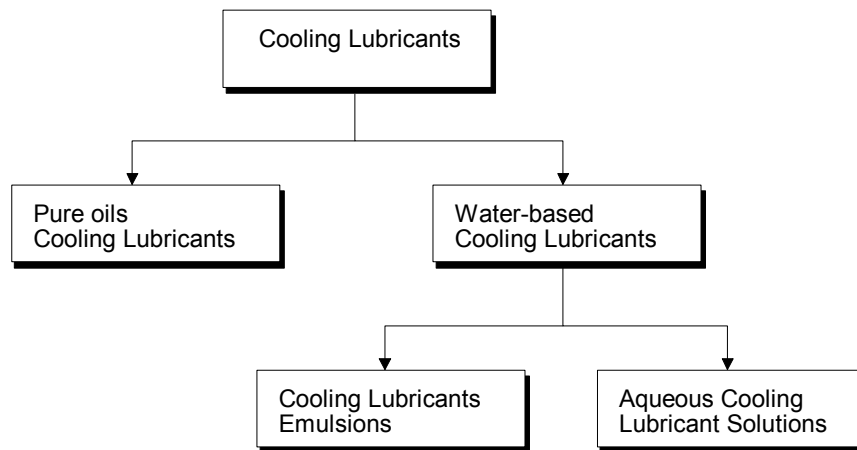 Cooling Lubricants
Pure oils
Cooling Lubricants
Water-based
Cooling Lubricants
Cooling Lubricants
Emulsions
Aqueous Cooling
Lubricant Solutions